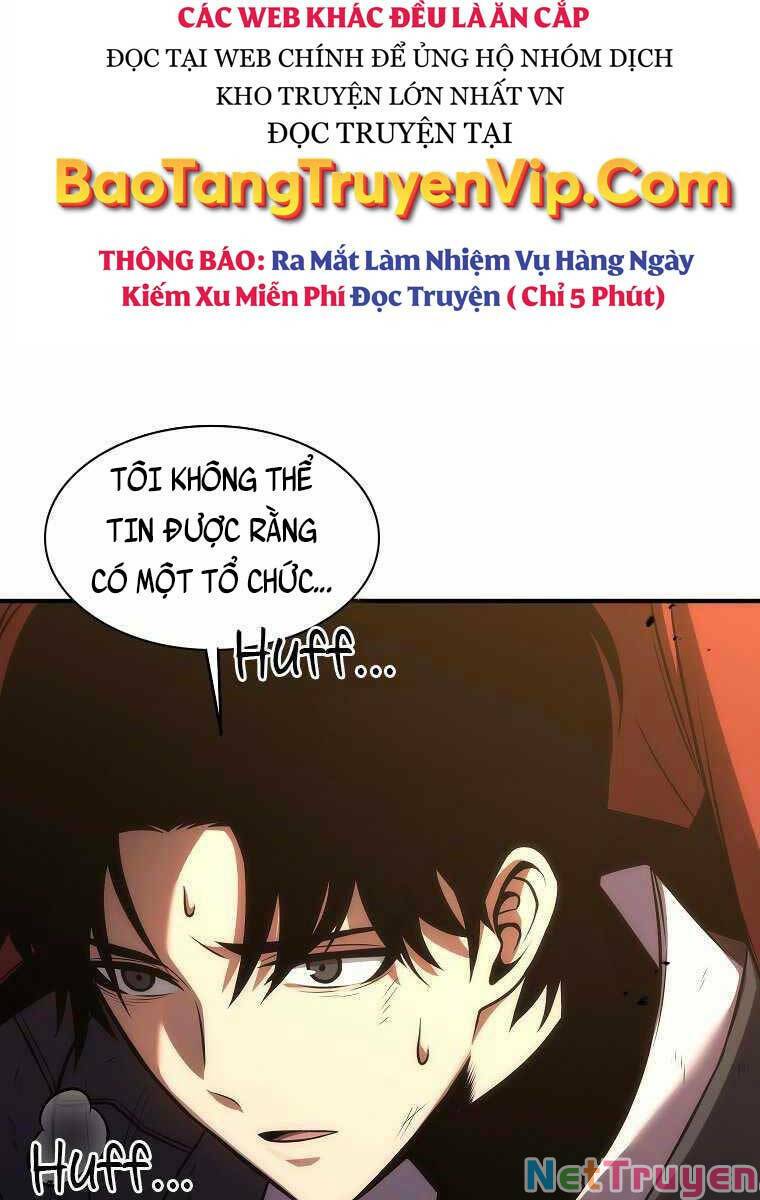 CÁC WEB KHÁC ĐỀU LÀ ĂN CẮP
ĐỌC TẠI WEB CHÍNH ĐỂ ỦNG HỘ NHÓM DỊCH
KHO TRUYỆN LỚN NHẤT VN
ĐỌC TRUYỆN TẠI
BaoTangTruyenVip.Com
THÔNG BÁO: Ra Mắt Làm Nhiệm Vụ Hàng Ngày
Kiếm Xu Miễn Phí Đọc Truyện ( Chỉ 5 Phút)
TÔI KHÔNG THỂ
TIN ĐƯỢC RẰNG
CÓ MỘT TỔ CHỨC...
Huff...
Huff...
NetTruyen